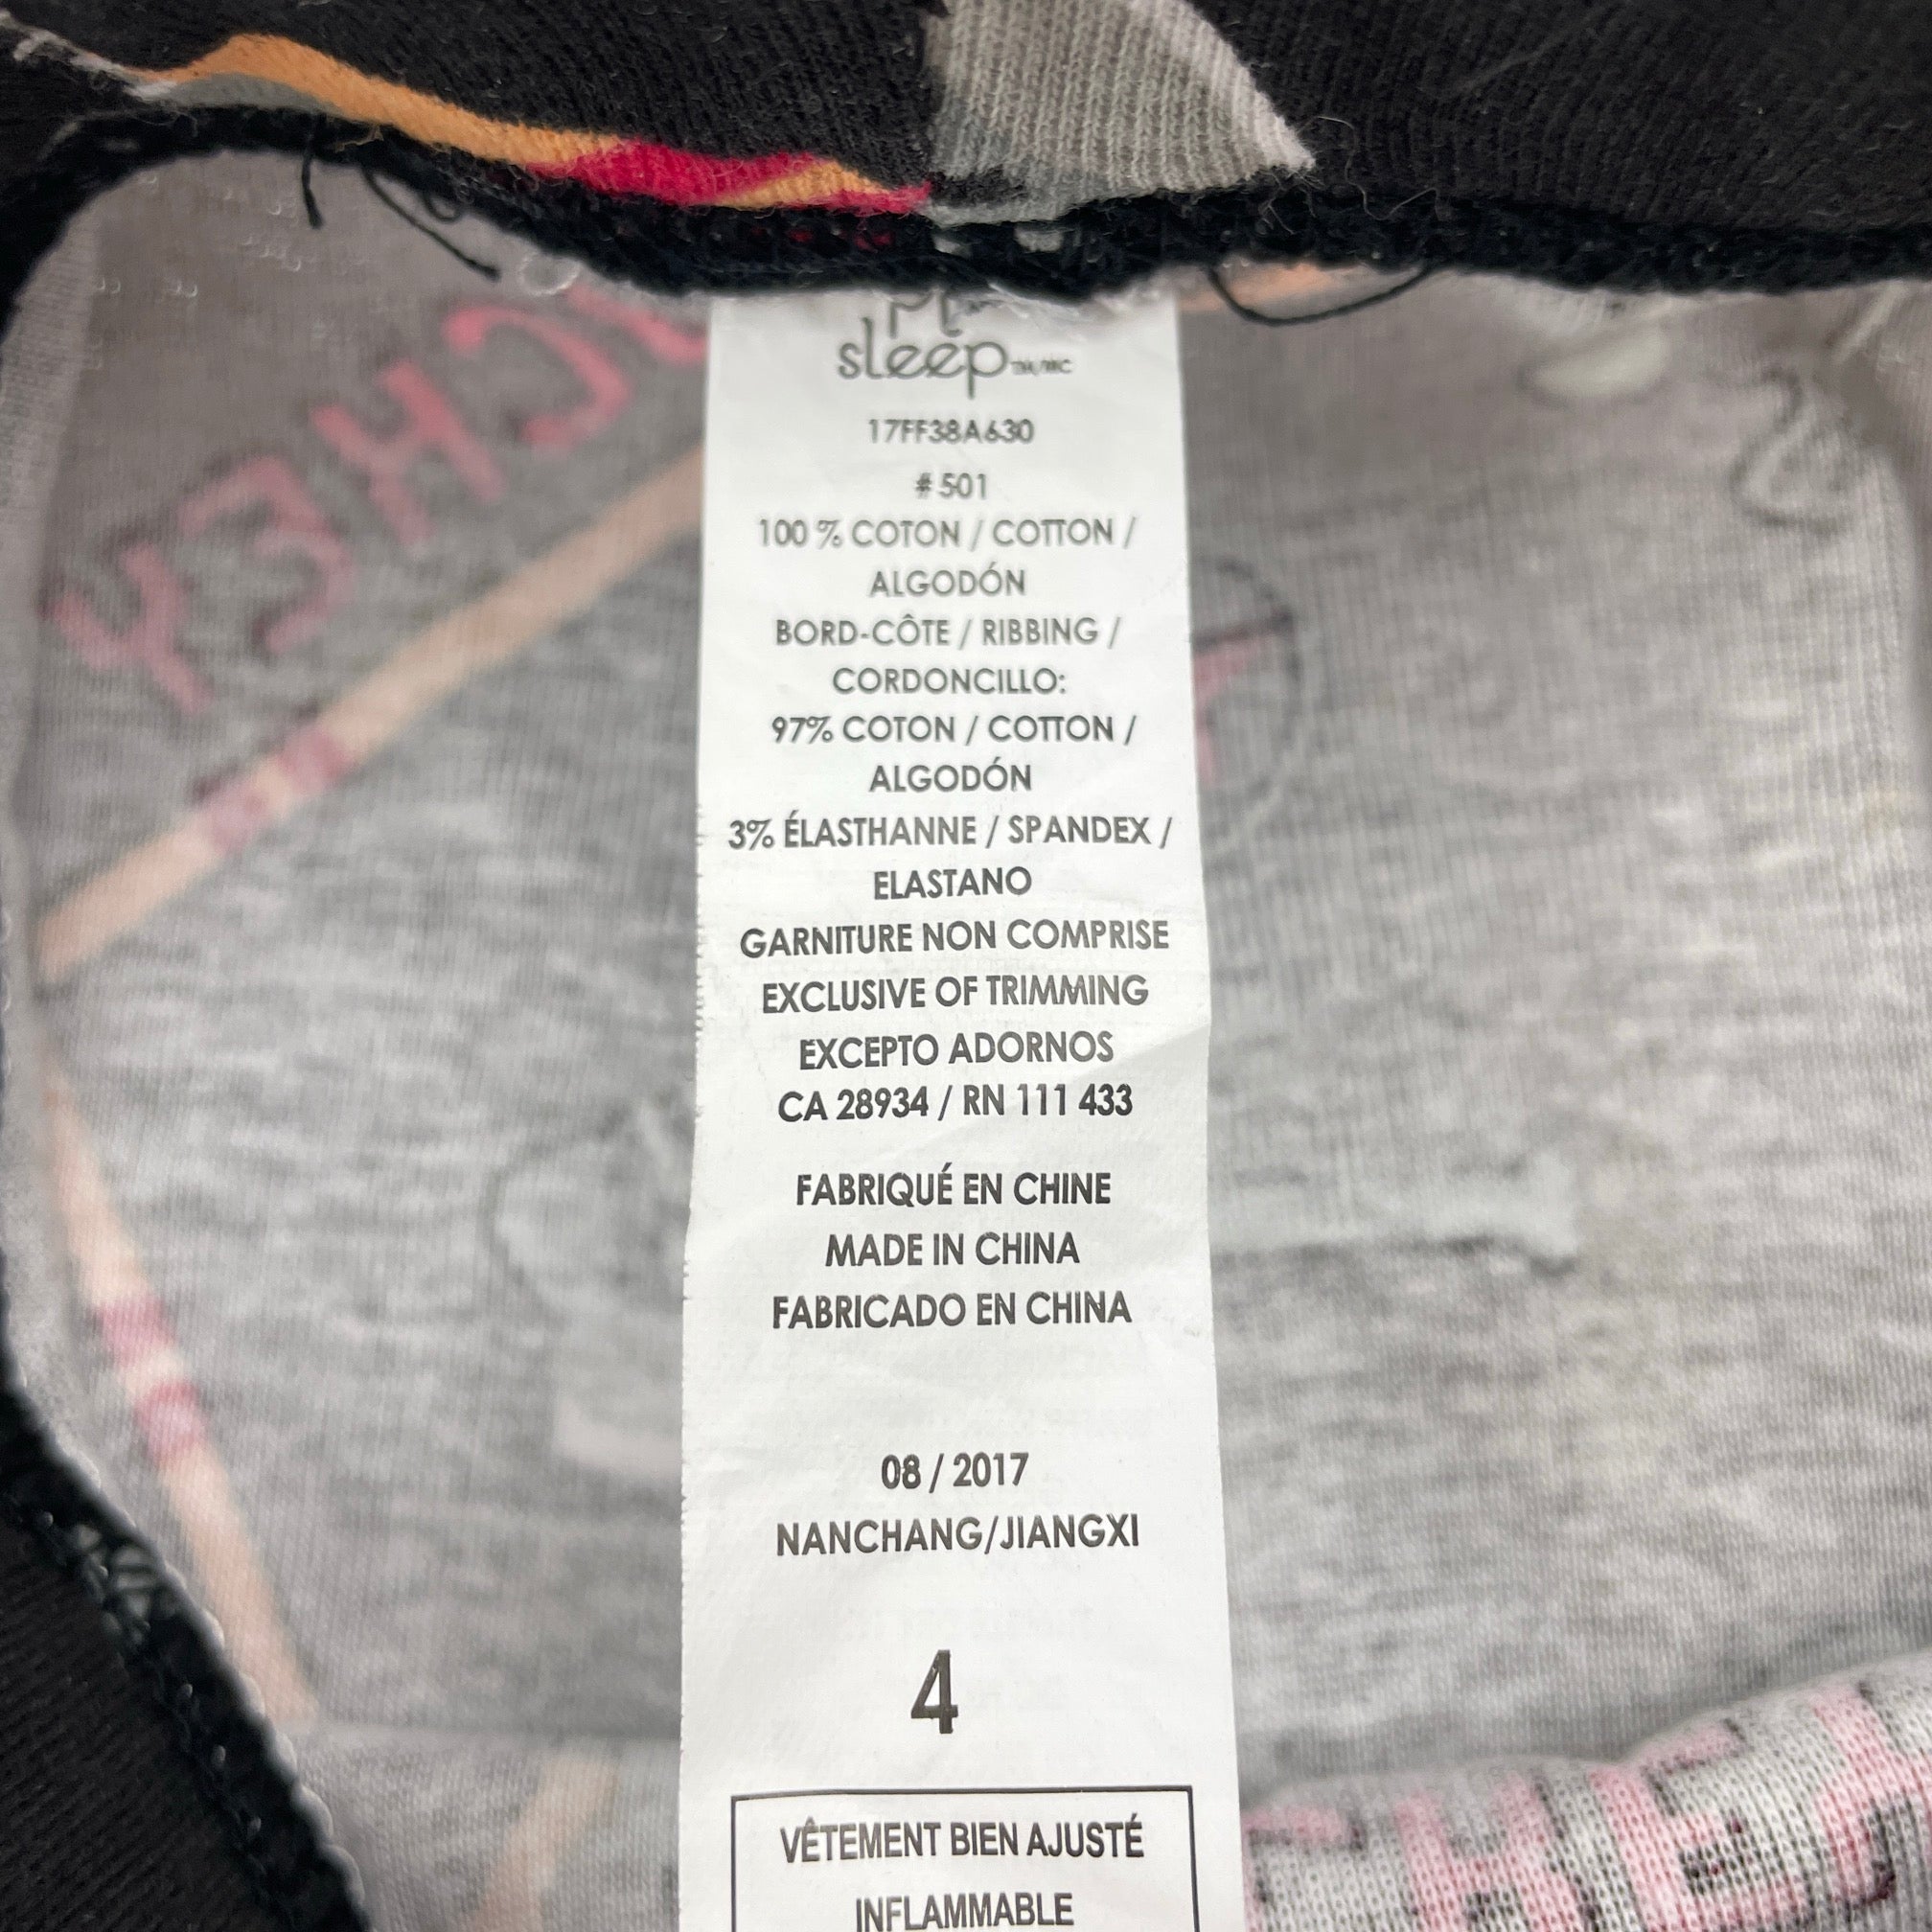 sleep
17FF38A630
# 501
100 % COTON / COTTON /
ALGODÓN
BORD-CÔTE / RIBBING /
CORDONCILLO:
97% COTON / COTTON /
ALGODÓN
3% ÉLASTHANNE / SPANDEX /
ELASTANO
GARNITURE NON COMPRISE
EXCLUSIVE OF TRIMMING
EXCEPTO ADORNOS
CA 28934 / RN 111 433
FABRIQUÉ EN CHINE
MADE IN CHINA
FABRICADO EN CHINA
08 / 2017
NANCHANG/JIANGXI
4
VÊTEMENT BIEN AJUSTÉ
INFLAMMABLE